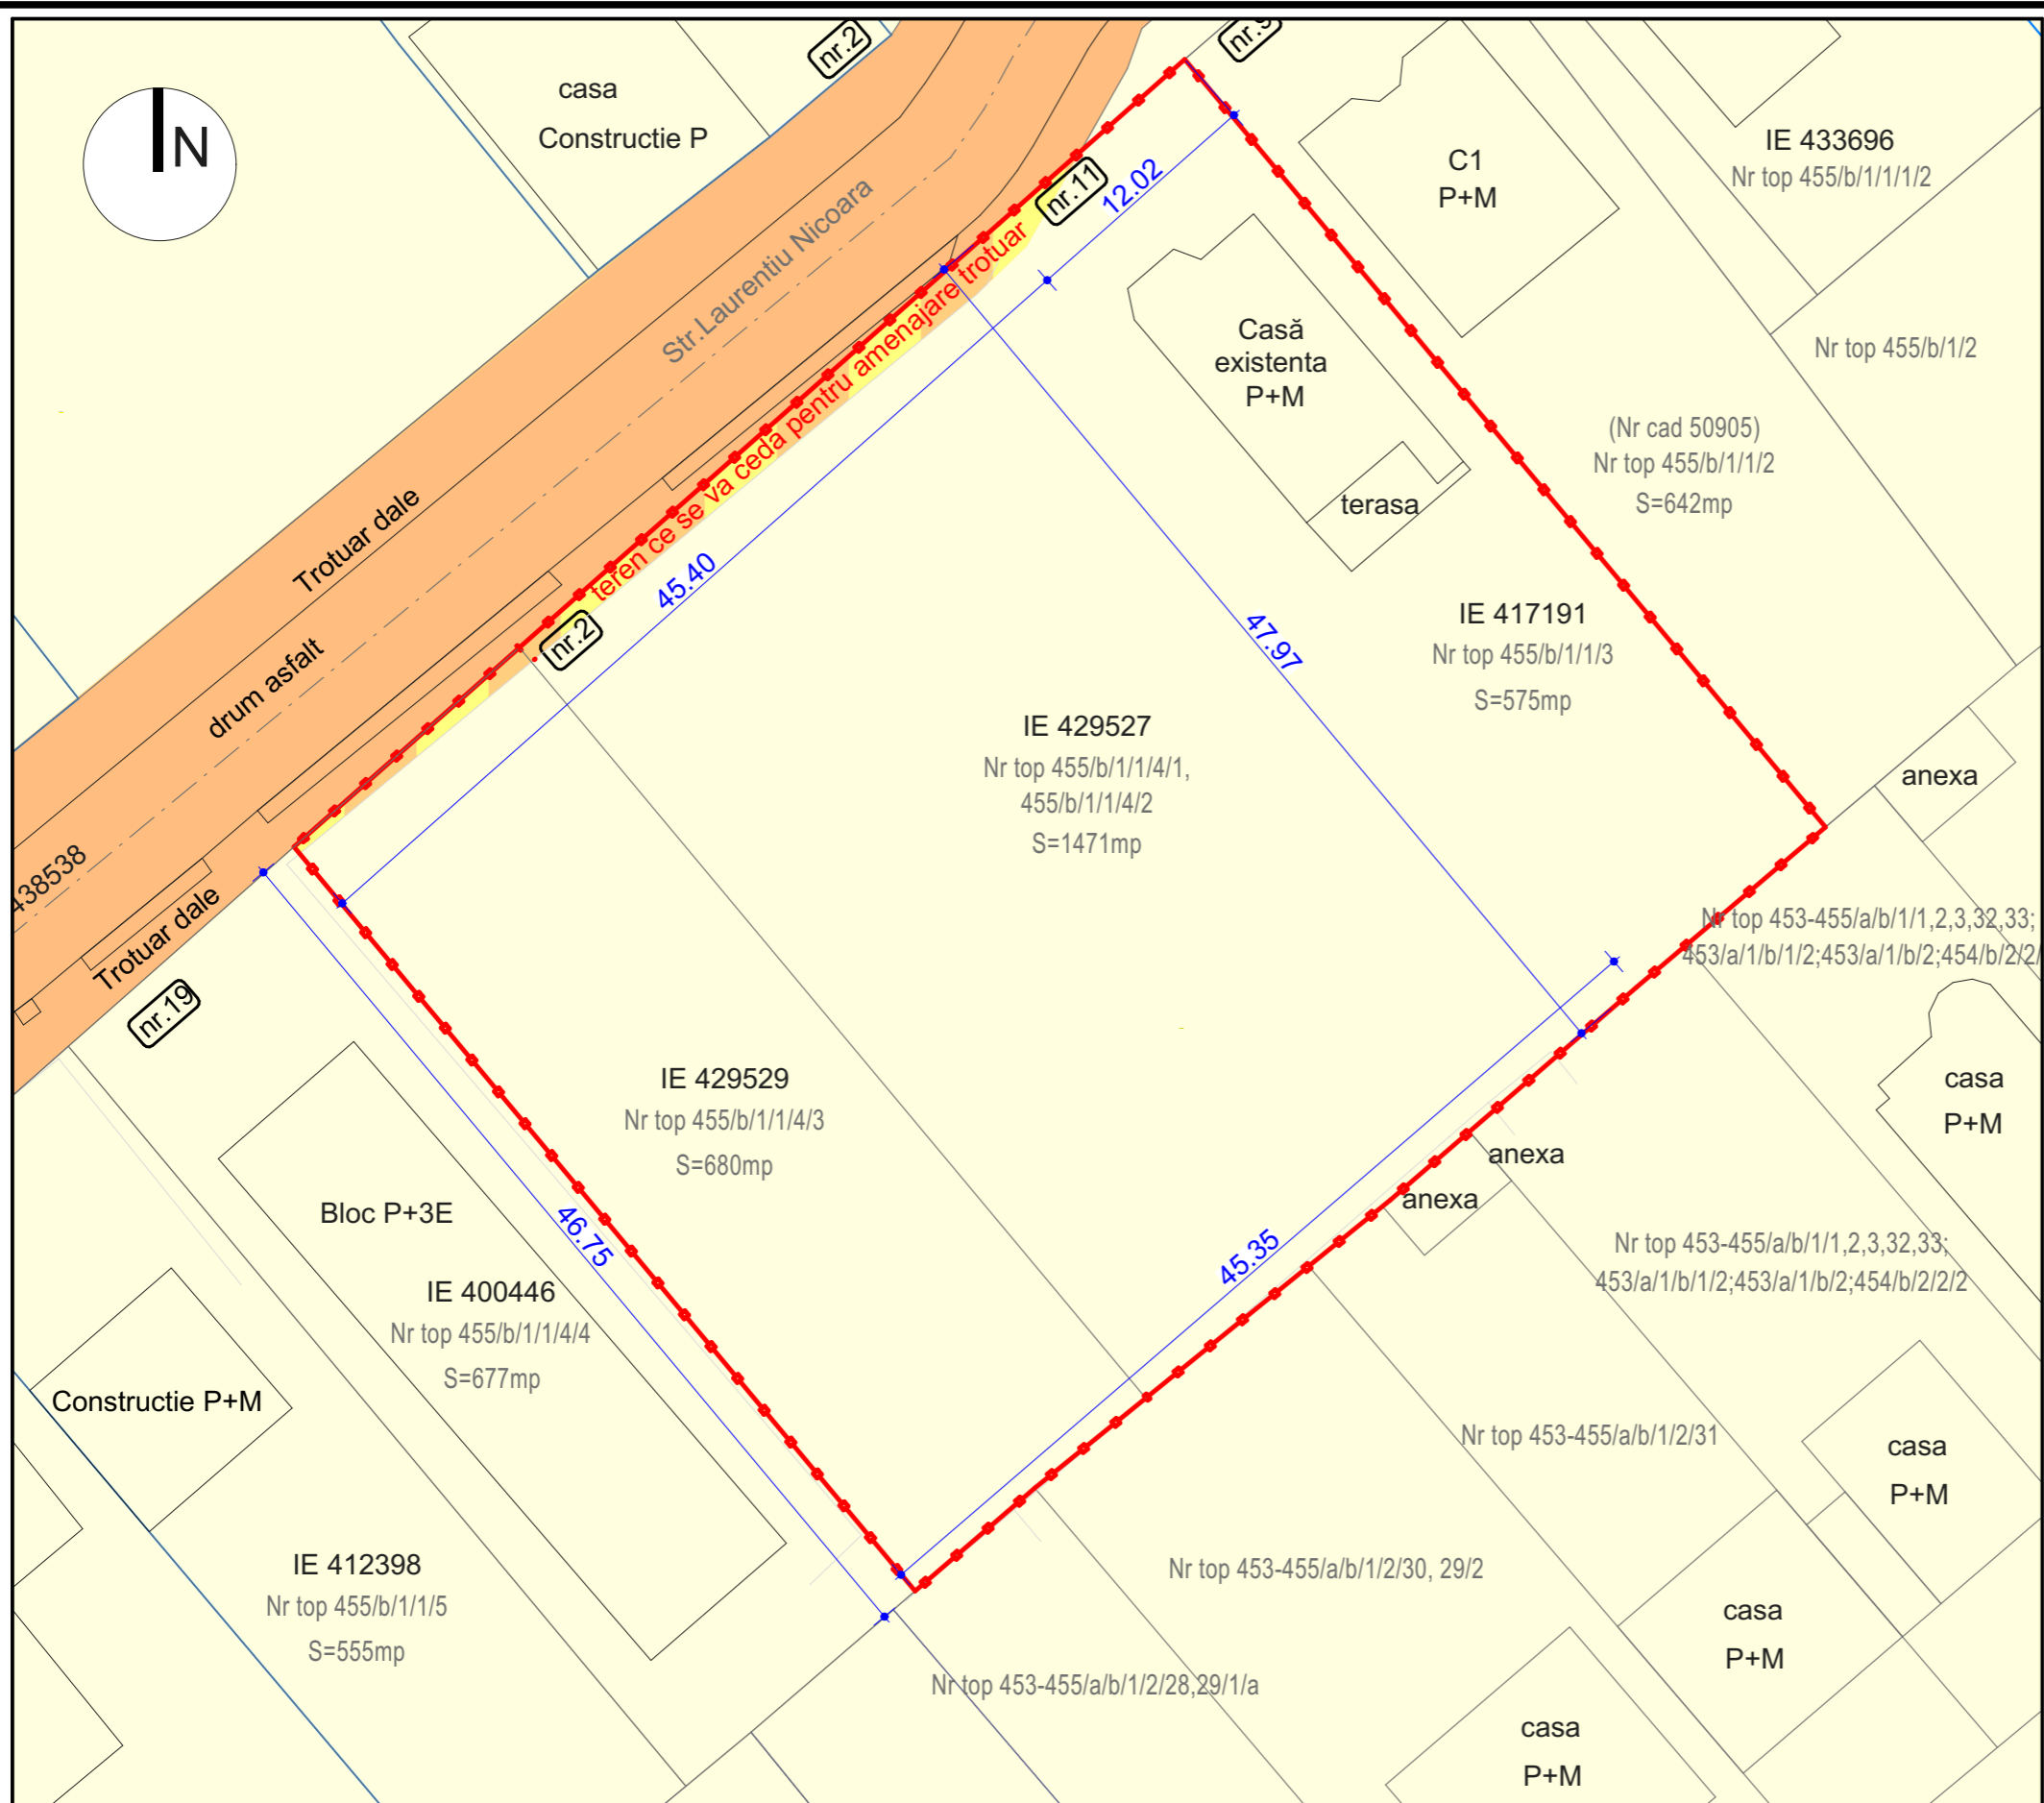 N
casa
Constructie P
nr.2
nr.11
12.02
C1
P+M
IE 433696
Nr top 455/b/1/1/1/2
Str.Laurentiu Nicoara
teren ce se va ceda pentru amenajare trotuar
Casă
existenta
P+M
terasa
Nr top 455/b/1/2
(Nr cad 50905)
Nr top 455/b/1/1/2
S=642mp
Trotuar dale
drum asfalt
45.40
nr.2
47.97
IE 417191
Nr top 455/b/1/1/3
S=575mp
IE 429527
Nr top 455/b/1/1/4/1,
455/b/1/1/4/2
S=1471mp
anexa
438538
Trotuar dale
nr.19
Nr top 453-455/a/b/1/1,2,3,32,33;
453/a/1/b/1/2;453/a/1/b/2;454/b/2/2/
casa
P+M
IE 429529
Nr top 455/b/1/1/4/3
S=680mp
anexa
anexa
Bloc P+3E
46.75
45.35
Nr top 453-455/a/b/1/1,2,3,32,33;
453/a/1/b/1/2;453/a/1/b/2;454/b/2/2/2
IE 400446
Nr top 455/b/1/1/4/4
S=677mp
Constructie P+M
Nr top 453-455/a/b/1/2/31
casa
P+M
IE 412398
Nr top 455/b/1/1/5
S=555mp
Nr top 453-455/a/b/1/2/30, 29/2
casa
P+M
Nr top 453-455/a/b/1/2/28,29/1/a
casa
P+M